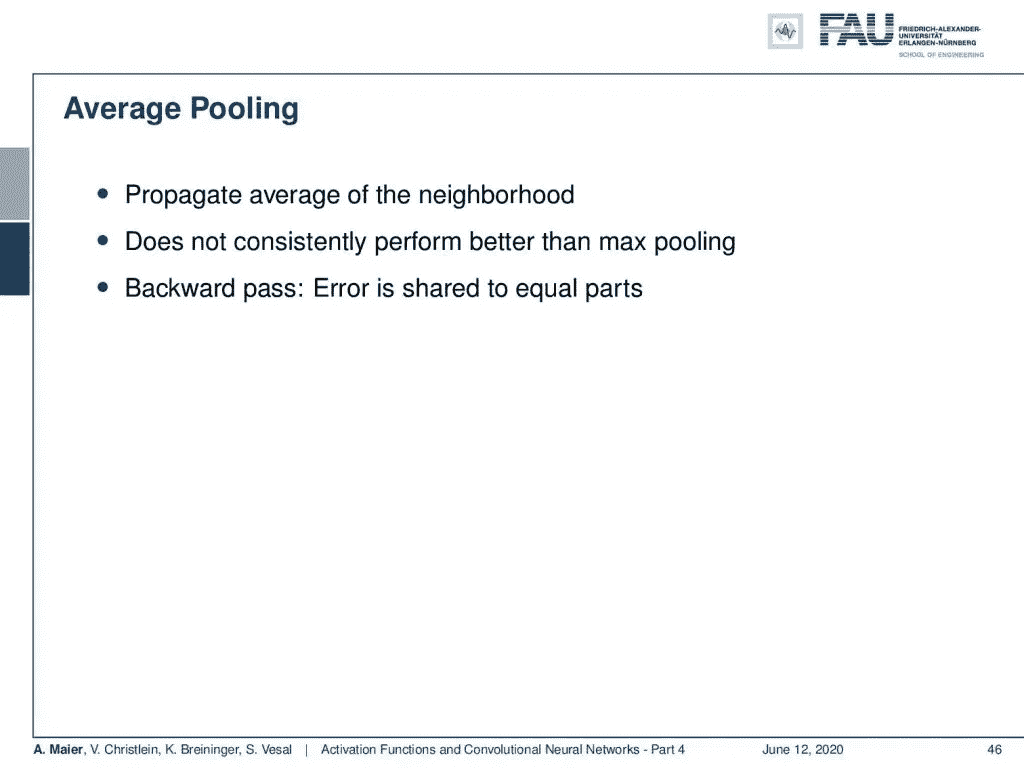 FAU
FRIEDRICH-ALEXANDER-
UNIVERSITÄT
ERLANGEN-NÜRNBERG
SCHOOL OF ENGINEERING
Average Pooling
• Propagate average of the neighborhood
• Does not consistently perform better than max pooling
• Backward pass: Error is shared to equal parts
A. Maier, V. Christlein, K. Breininger, S. Vesal | Activation Functions and Convolutional Neural Networks - Part 4 June 12, 2020 46